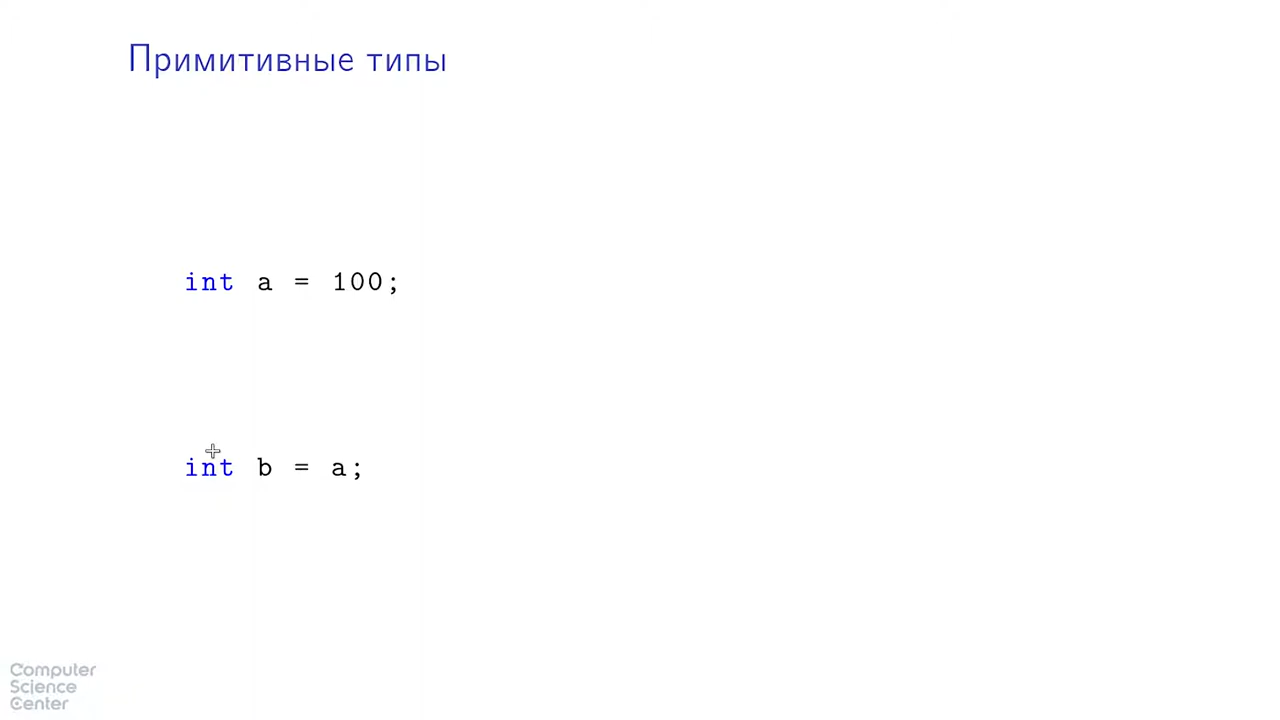 Примитивные типы
int a = 100;
int b = a;
Computer
Science
Center